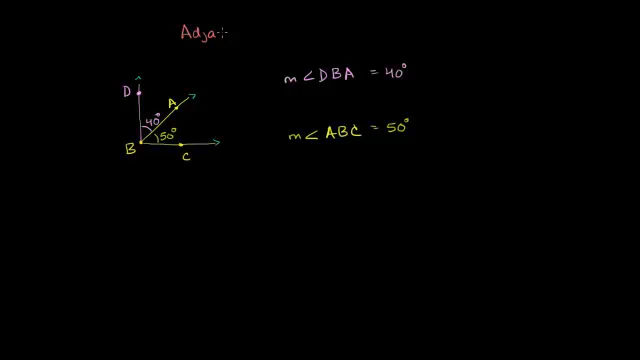 Adja
m∠DBA = 40°
D
A
40°
50°
m∠ABC = 50°
B
C